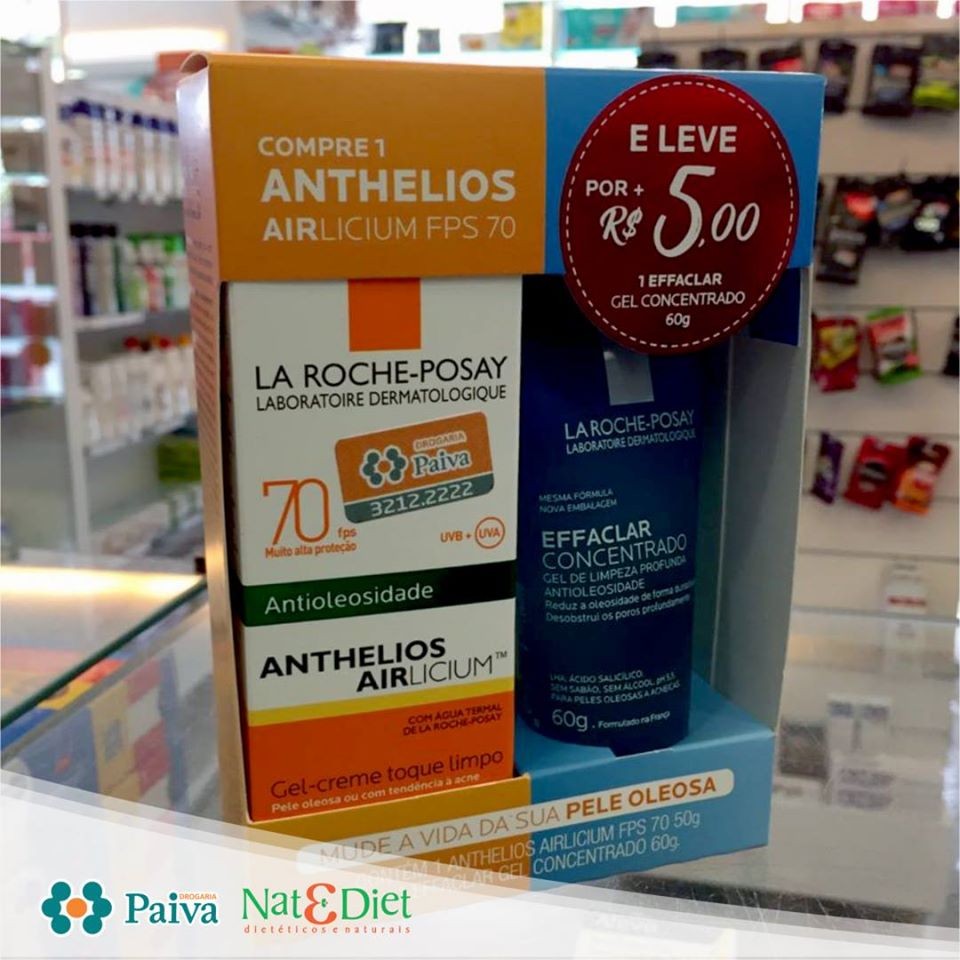 COMPRE 1
ANTHELIOS
AIRLICIUM FPS 70
E LEVE
POR +
R$ 5,00
1 EFFACLAR
GEL CONCENTRADO
60g
LA ROCHE-POSAY
LABORATOIRE DERMATOLOGIQUE
DROGARIA
Paiva
3212.2222
70
fps
Muito alta proteção
UVB + UVA
Antioleosidade
ANTHELIOS
AIRLICIUM™
COM ÁGUA TERMAL
DE LA ROCHE-POSAY
Gel-creme toque limpo
Pele oleosa ou com tendência a acne
LA ROCHE-POSAY
LABORATOIRE DERMATOLOGIQUE
MESMA FÓRMULA
NOVA EMBALAGEM
EFFACLAR
CONCENTRADO
GEL DE LIMPEZA PROFUNDA
ANTIOLEOSIDADE
Reduz a oleosidade de forma
Desobstrui os poros profundamente
LHA, ÁCIDO SALICÍLICO
SEM SABÃO, SEM ÁLCOOL, pH 5.5
PARA PELES OLEOSAS A ACNEICAS
60g . Formulado na França
MUDE A VIDA DA SUA PELE OLEOSA
CONTÉM 1 ANTHELIOS AIRLICIUM FPS 70 50g
EFFACLAR GEL CONCENTRADO 60g.
DROGARIA
Paiva
Nat&Diet
dietéticos e naturais